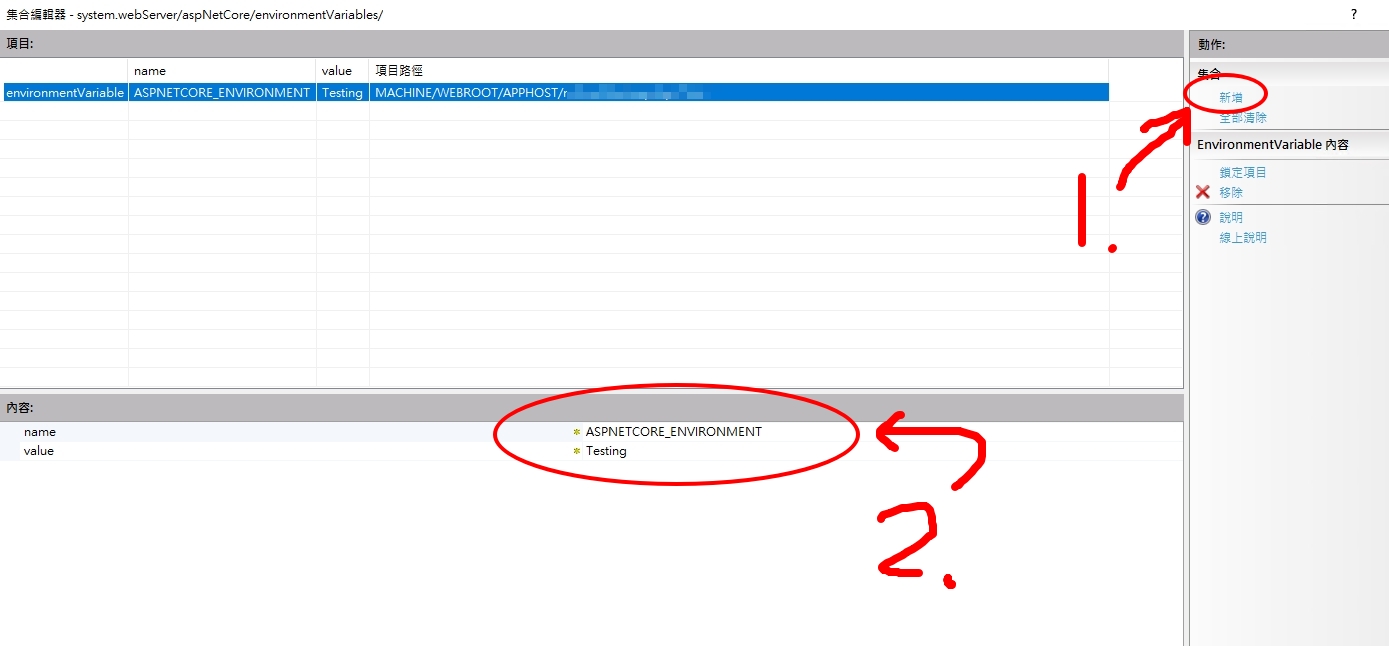 集合編輯器 - system.webServer/aspNetCore/environmentVariables/
?
項目:
name value 項目路徑
environmentVariable ASPNETCORE_ENVIRONMENT Testing MACHINE/WEBROOT/APPHOST/
內容:
name ASPNETCORE_ENVIRONMENT
value Testing
動作:
集合
新增
全部清除
EnvironmentVariable 內容
鎖定項目
移除
?
說明
線上說明
1.
2.